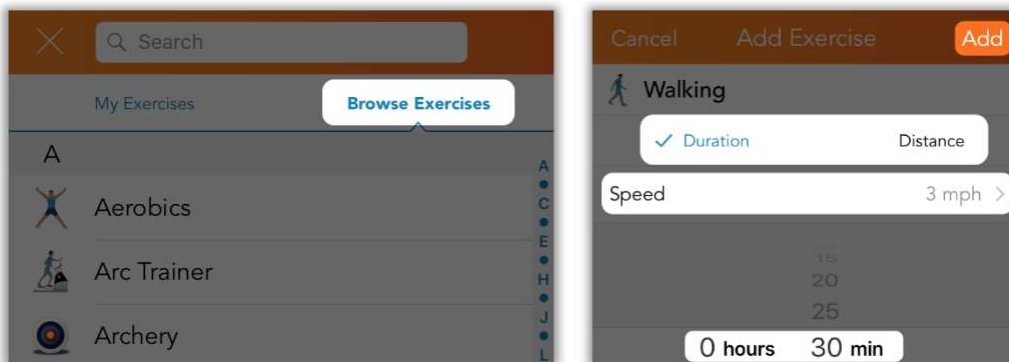 Search
My Exercises Browse Exercises
A
Aerobics
Arc Trainer
Archery
A
C
E
H
J
L
Cancel Add Exercise Add
Walking
Duration Distance
Speed 3 mph
15
20
25
0 hours 30 min